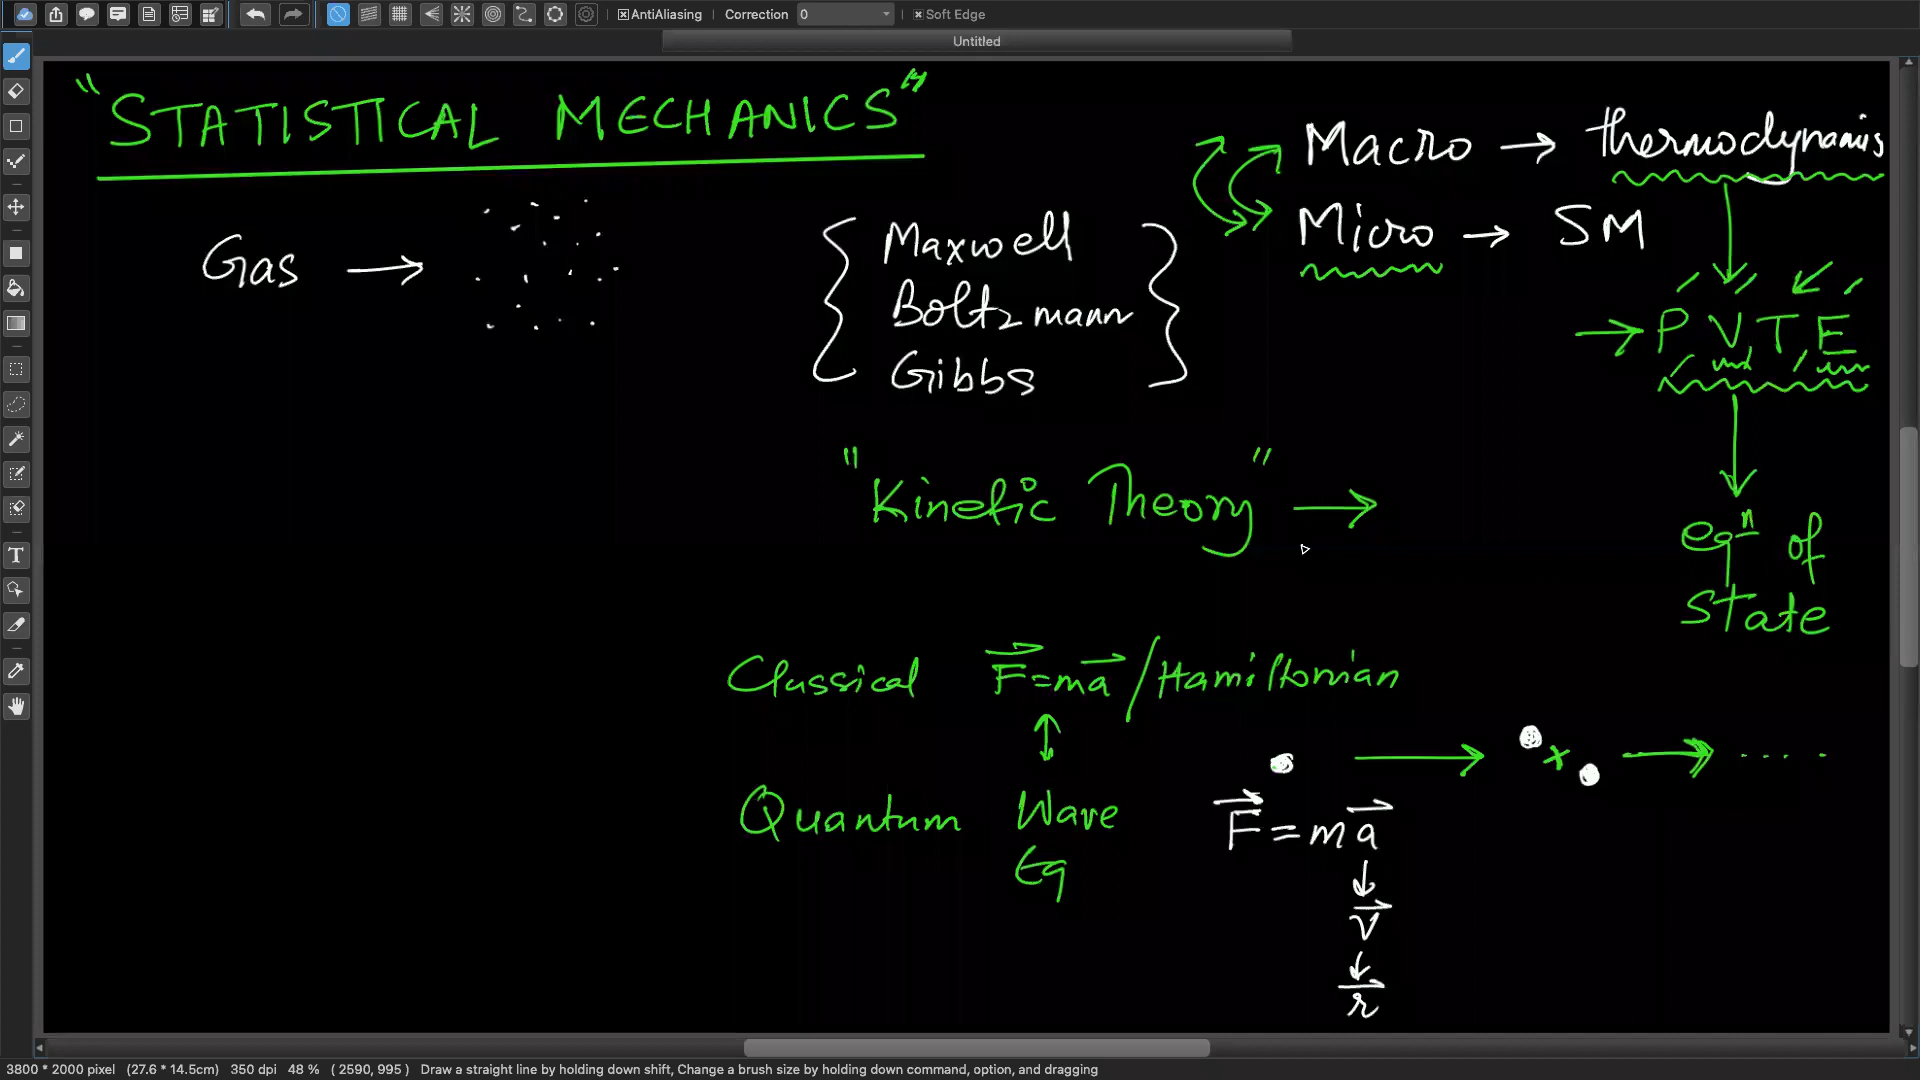 AntiAliasing
Correction 0
Soft Edge
Untitled
"STATISTICAL MECHANICS"
Macro → thermodynamis
Micro → SM
Gas →
Maxwell
Boltzmann
Gibbs
→ P V T E
"Kinetic Theory" →
eqⁿ of
State
Classical F=ma / Hamiltonian
Quantum Wave
Eq
F = ma
v
r
3800 * 2000 pixel (27.6 * 14.5cm) 350 dpi 48 % ( 2590, 995 ) Draw a straight line by holding down shift, Change a brush size by holding down command, option, and dragging